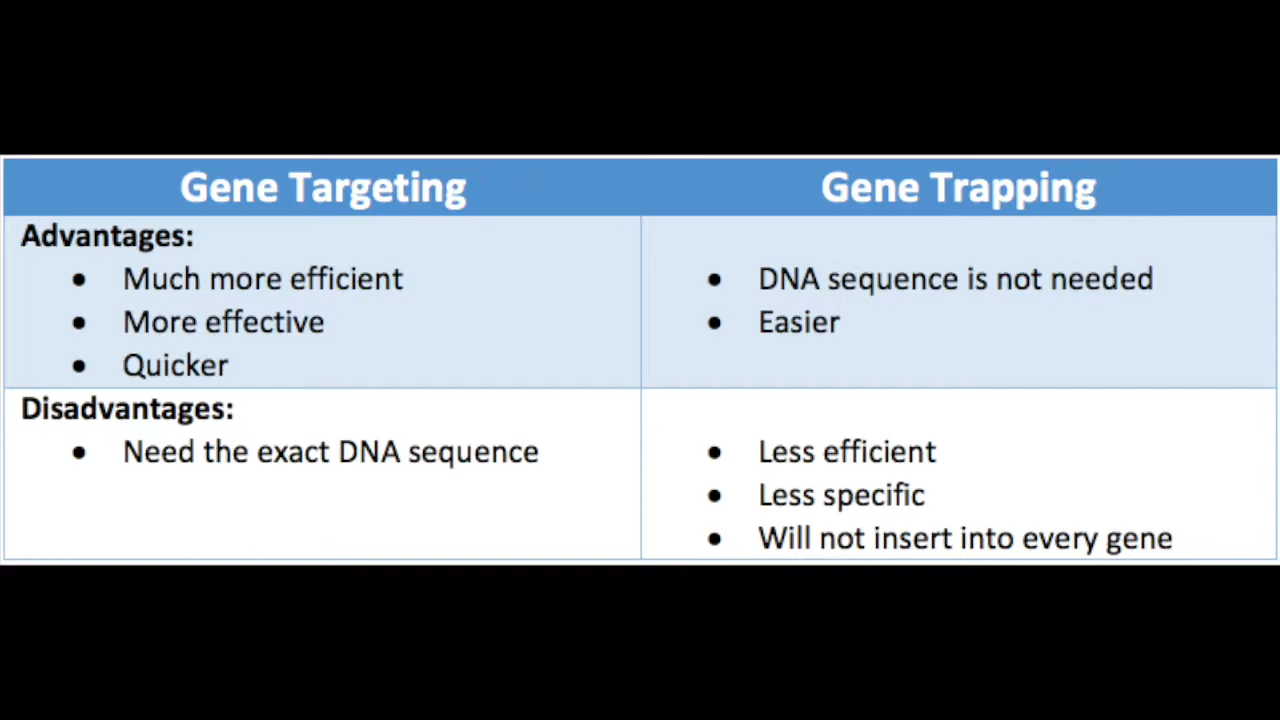 Gene Targeting
Gene Trapping
Advantages:
• Much more efficient
• More effective
• Quicker
• DNA sequence is not needed
• Easier
Disadvantages:
• Need the exact DNA sequence
• Less efficient
• Less specific
• Will not insert into every gene